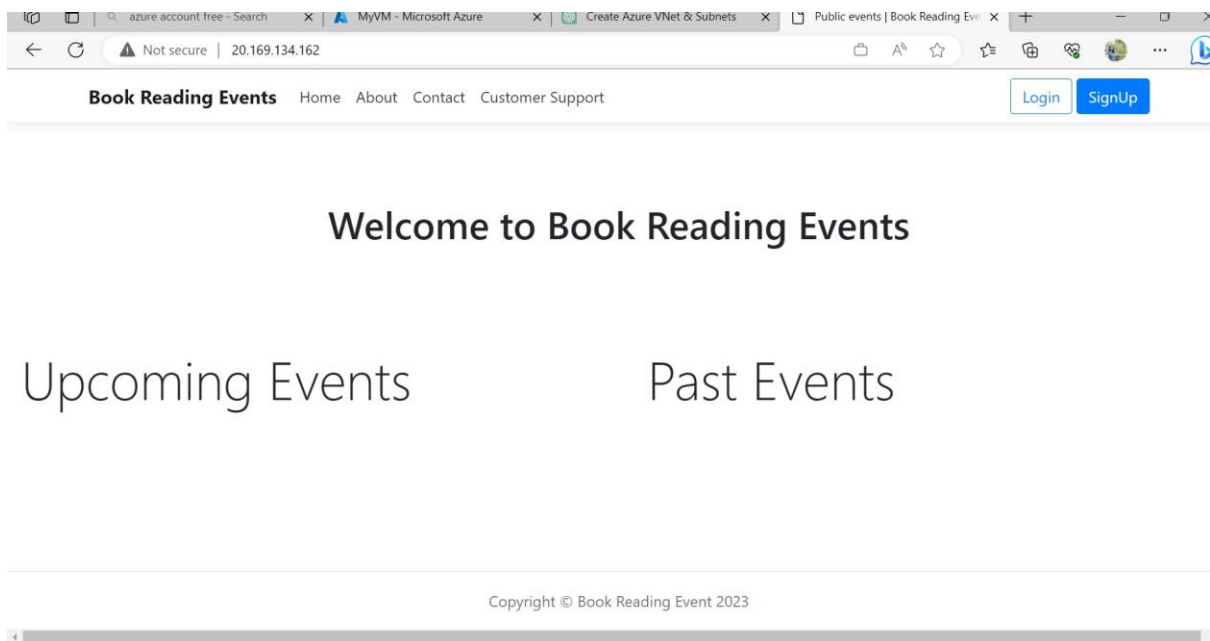 azure account free - Search
MyVM - Microsoft Azure
Create Azure VNet & Subnets
Public events | Book Reading Eve
Not secure | 20.169.134.162
Book Reading Events Home About Contact Customer Support Login SignUp
Welcome to Book Reading Events
Upcoming Events
Past Events
Copyright © Book Reading Event 2023